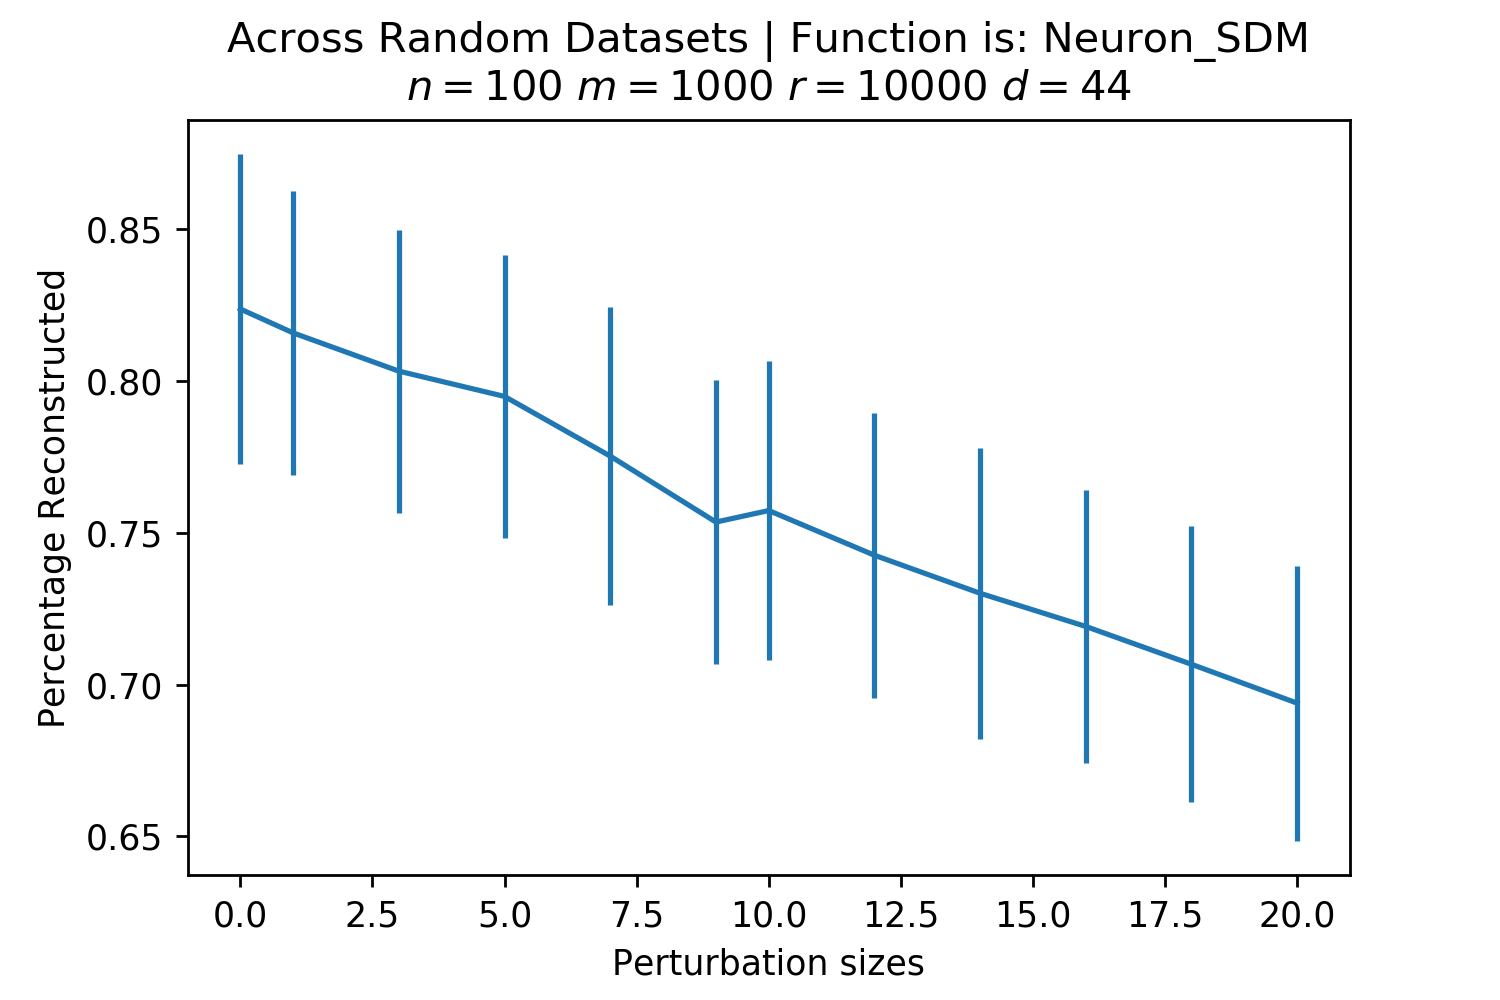 Across Random Datasets | Function is: Neuron_SDM
n = 100 m = 1000 r = 10000 d = 44
Percentage Reconstructed
0.85
0.80
0.75
0.70
0.65
0.0 2.5 5.0 7.5 10.0 12.5 15.0 17.5 20.0
Perturbation sizes